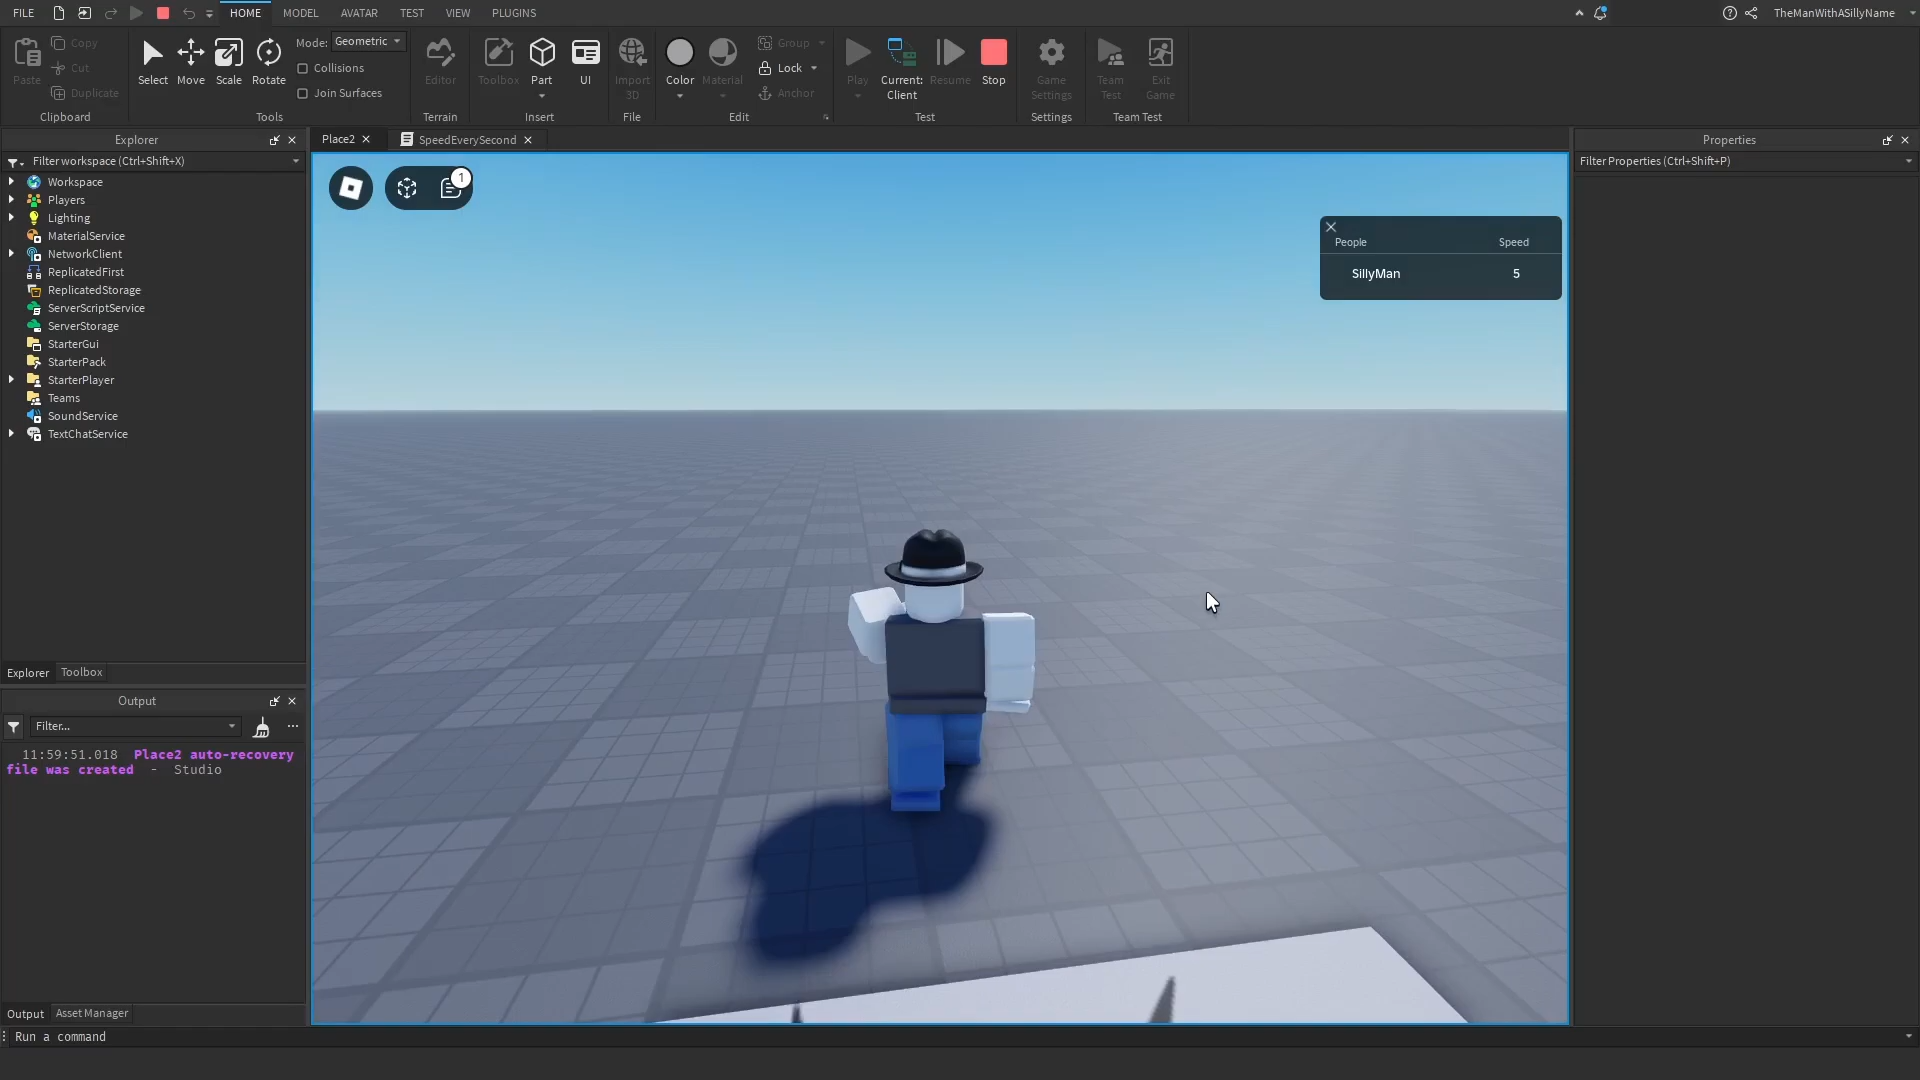 FILE
HOME
MODEL
AVATAR
TEST
VIEW
PLUGINS
TheManWithASillyName
Paste
Copy
Cut
Duplicate
Clipboard
Select
Move
Scale
Rotate
Mode: Geometric
Collisions
Join Surfaces
Tools
Editor
Terrain
Toolbox
Part
UI
Insert
Import
3D
File
Color
Material
Group
Lock
Anchor
Edit
Play
Current:
Client
Resume
Stop
Test
Game
Settings
Settings
Team
Test
Exit
Game
Team Test
Explorer
Filter workspace (Ctrl+Shift+X)
Workspace
Players
Lighting
MaterialService
NetworkClient
ReplicatedFirst
ReplicatedStorage
ServerScriptService
ServerStorage
StarterGui
StarterPack
StarterPlayer
Teams
SoundService
TextChatService
Explorer
Toolbox
Output
Filter...
11:59:51.018 Place2 auto-recovery
file was created - Studio
Output
Asset Manager
Run a command
Place2
SpeedEverySecond
1
People Speed
SillyMan 5
Properties
Filter Properties (Ctrl+Shift+P)